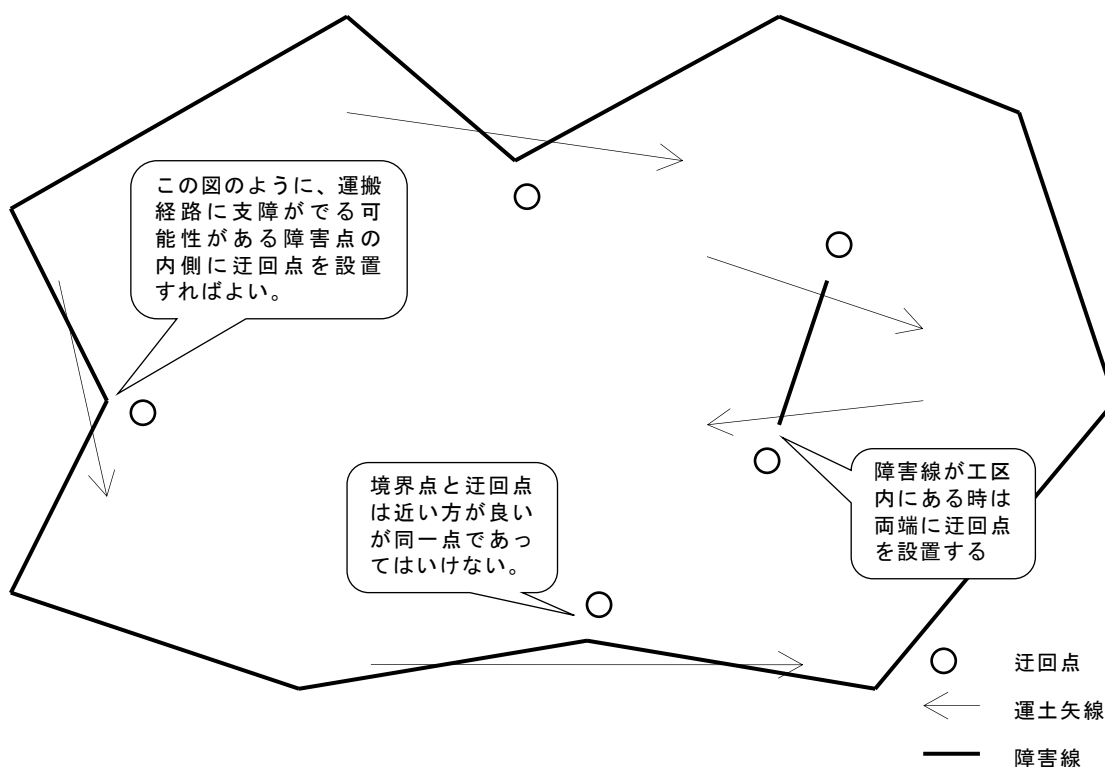 この図のように、運搬
経路に支障がでる可
能性がある障害点の
内側に迂回点を設置
すればよい。
境界点と迂回点
は近い方が良い
が同一点であっ
てはいけない。
障害線が工区
内にある時は
両端に迂回点
を設置する
迂回点
運土矢線
障害線